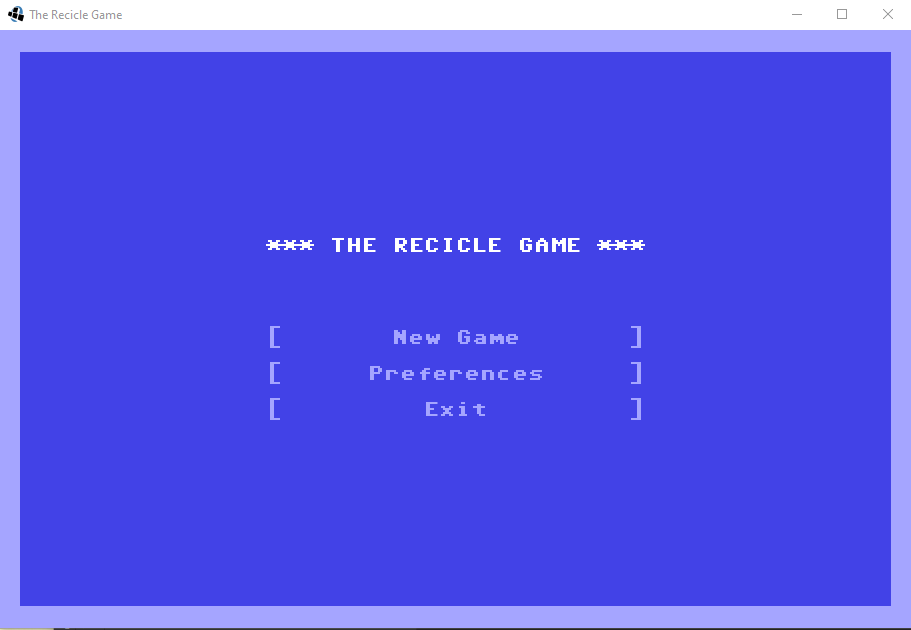 The Recicle Game
*** THE RECICLE GAME ***
[ New Game ]
[ Preferences ]
[ Exit ]